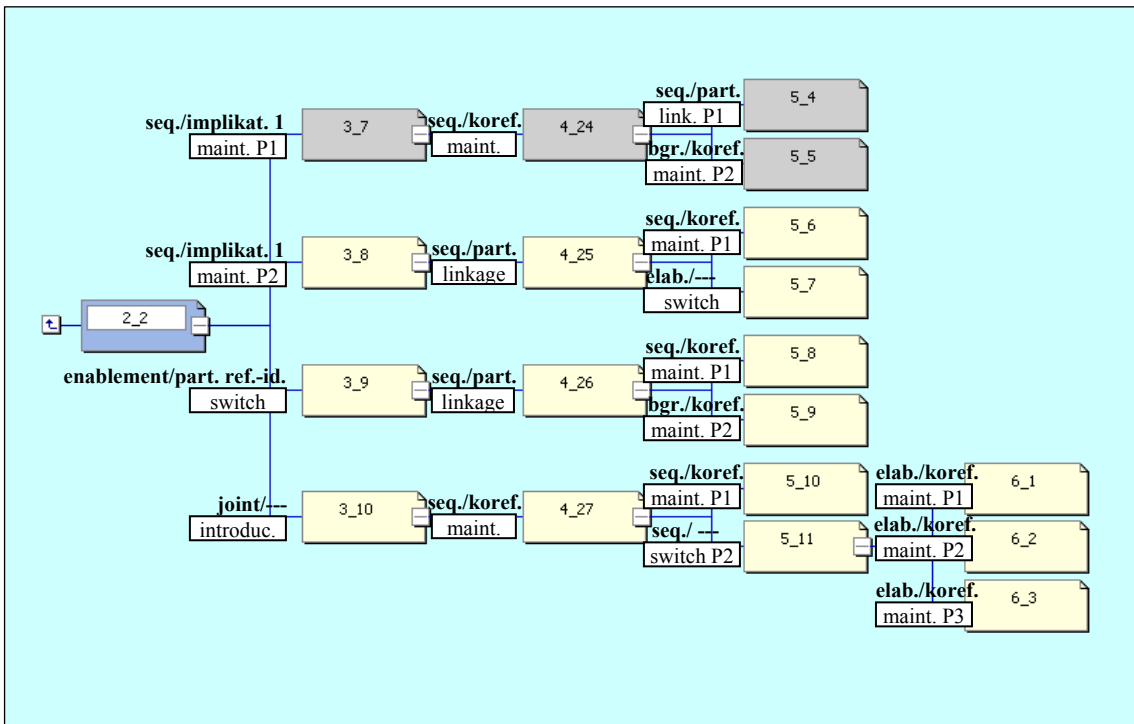 seq./part.
link. P1
5_4
seq./implikat. 1
maint. P1
3_7
seq./koref.
maint.
4_24
bgr./koref.
maint. P2
5_5
seq./koref.
maint. P1
5_6
seq./implikat. 1
maint. P2
3_8
seq./part.
linkage
4_25
elab./---
switch
5_7
2_2
seq./koref.
maint. P1
5_8
enablement/part. ref.-id.
switch
3_9
seq./part.
linkage
4_26
bgr./koref.
maint. P2
5_9
seq./koref.
maint. P1
5_10
elab./koref.
maint. P1
6_1
joint/---
introduc.
3_10
seq./koref.
maint.
4_27
seq./ ---
switch P2
5_11
elab./koref.
maint. P2
6_2
elab./koref.
maint. P3
6_3